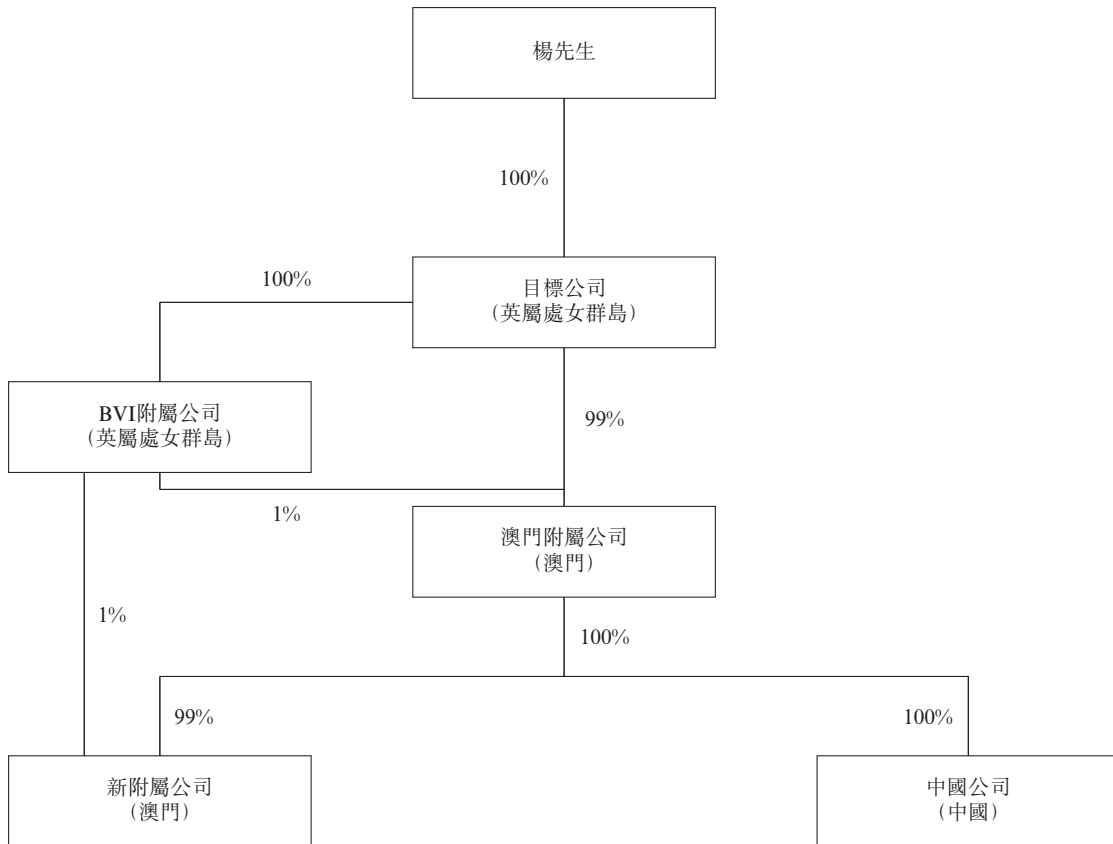 楊先生
100%
100%
目標公司
(英屬處女群島)
BVI附屬公司
(英屬處女群島)
99%
1%
澳門附屬公司
(澳門)
1%
100%
99%
100%
新附屬公司
(澳門)
中國公司
(中國)